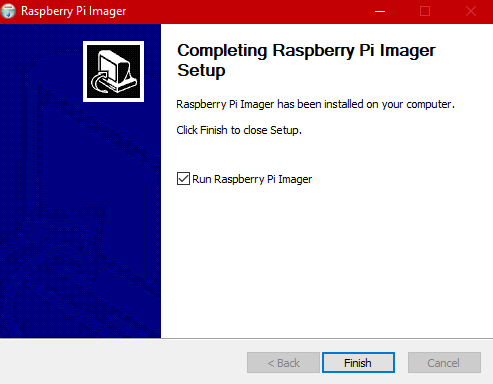 Raspberry Pi Imager
Completing Raspberry Pi Imager
Setup
Raspberry Pi Imager has been installed on your computer.
Click Finish to close Setup.
Run Raspberry Pi Imager
< Back
Finish
Cancel